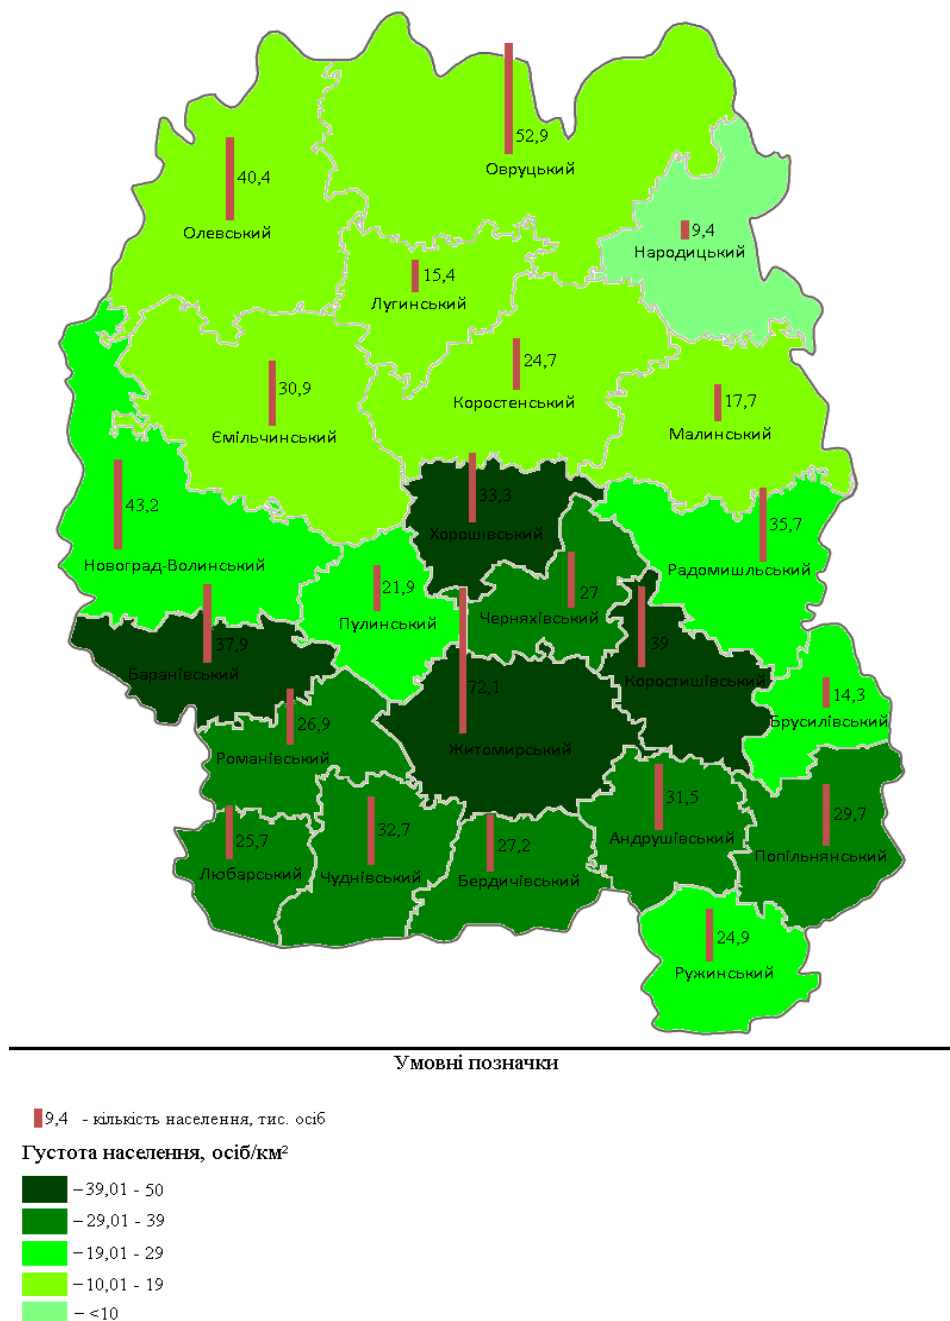 52,9
Овруцький
40,4
Олевський
9,4
Народицький
15,4
Лугинський
24,7
Коростенський
30,9
Ємільчинський
17,7
Малинський
33,3
Хорошівський
43,2
Новоград-Волинський
35,7
Радомишльський
21,9
Пулинський
27
Черняхівський
37,9
Баранівський
39
Коростишівський
72,1
Житомирський
14,3
Брусилівський
26,9
Романівський
31,5
Андрушівський
29,7
Попільнянський
25,7
Любарський
32,7
Чуднівський
27,2
Бердичівський
24,9
Ружинський
Умовні позначки
9,4 - кількість населення, тис. осіб
Густота населення, осіб/км²
–39,01 - 50
–29,01 - 39
–19,01 - 29
–10,01 - 19
– <10